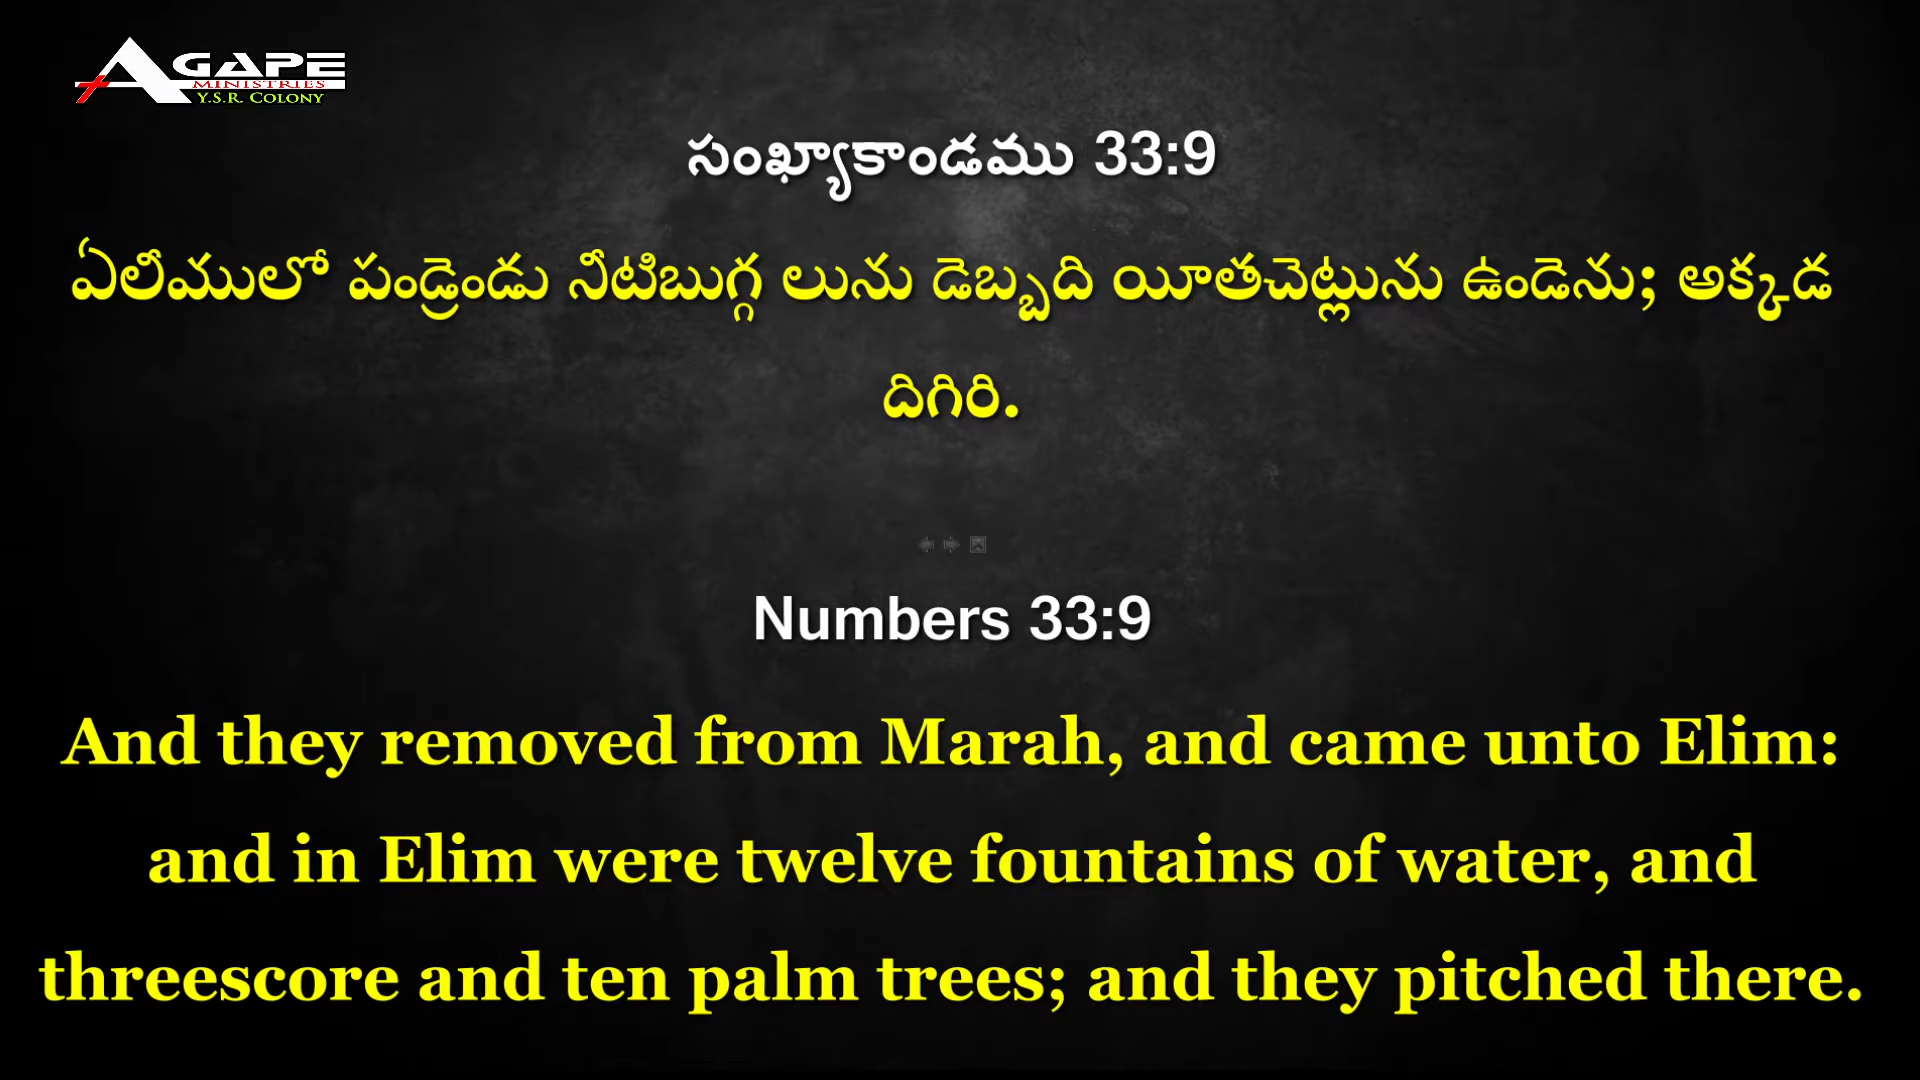 AGAPE
MINISTRIES
Y.S.R. COLONY
సంఖ్యాకాండము 33:9
ఏలీములో పండ్రెండు నీటిబుగ్గ లును డెబ్బది యీతచెట్లును ఉండెను; అక్కడ
దిగిరి.
Numbers 33:9
And they removed from Marah, and came unto Elim:
and in Elim were twelve fountains of water, and
threescore and ten palm trees; and they pitched there.